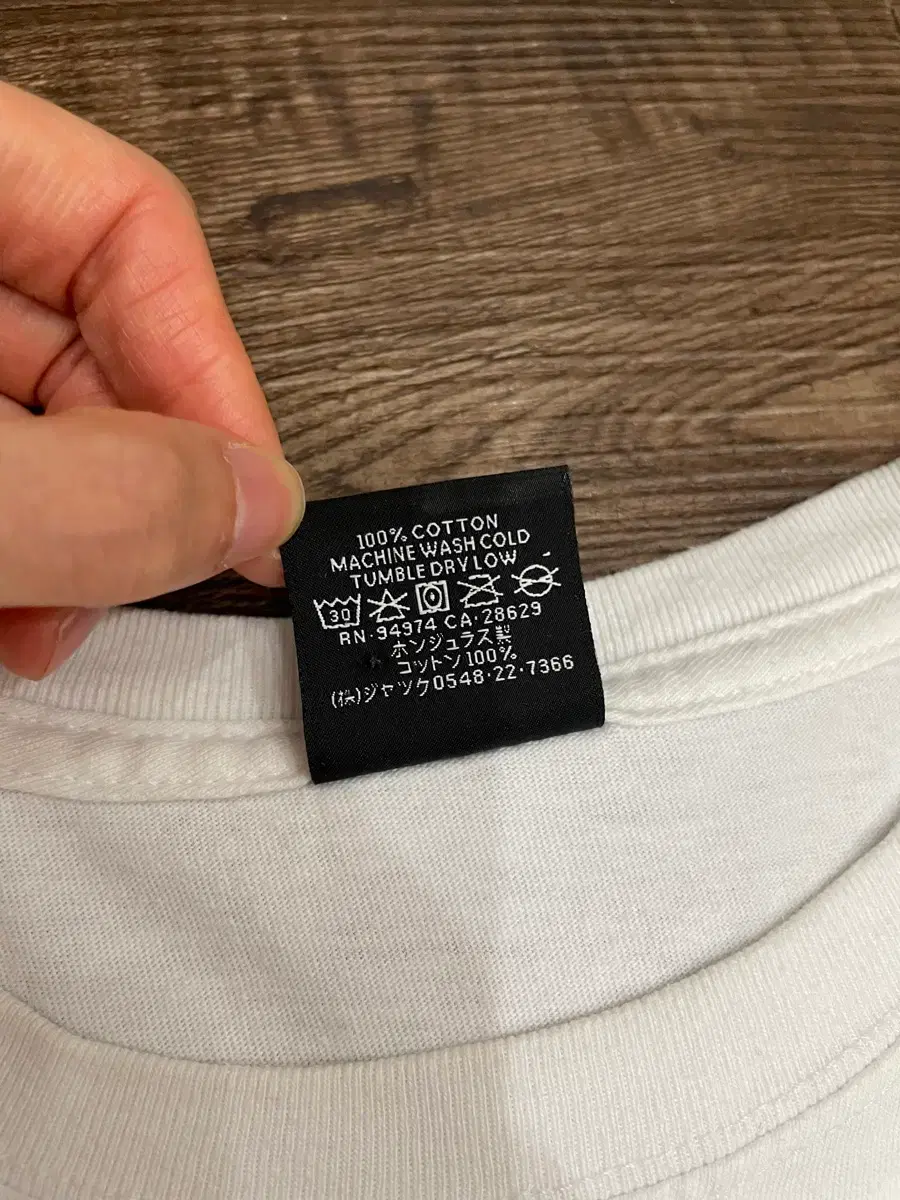 100% COTTON
MACHINE WASH COLD
TUMBLE DRY LOW
30
RN·94974 CA·28629
ホンジュラス製
コットン100%
(株)ジャック0548·22·7366